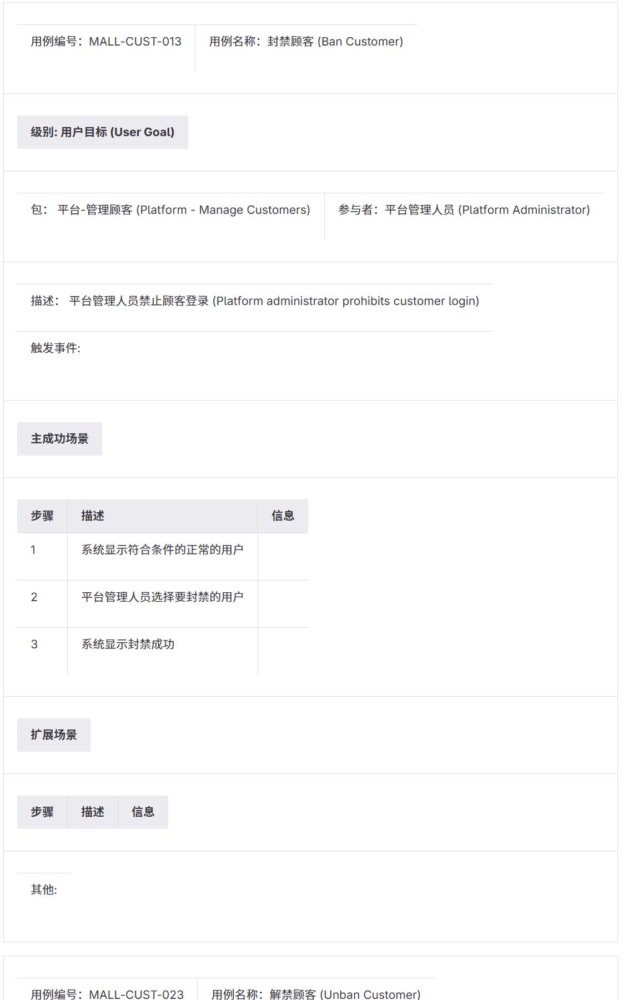 用例编号：MALL-CUST-013 用例名称：封禁顾客 (Ban Customer)
级别: 用户目标 (User Goal)
包： 平台-管理顾客 (Platform - Manage Customers) 参与者：平台管理人员 (Platform Administrator)
描述： 平台管理人员禁止顾客登录 (Platform administrator prohibits customer login)
触发事件:
主成功场景
步骤 描述 信息
1 系统显示符合条件的正常的用户
2 平台管理人员选择要封禁的用户
3 系统显示封禁成功
扩展场景
步骤 描述 信息
其他:
用例编号：MALL-CUST-023 用例名称：解禁顾客 (Unban Customer)